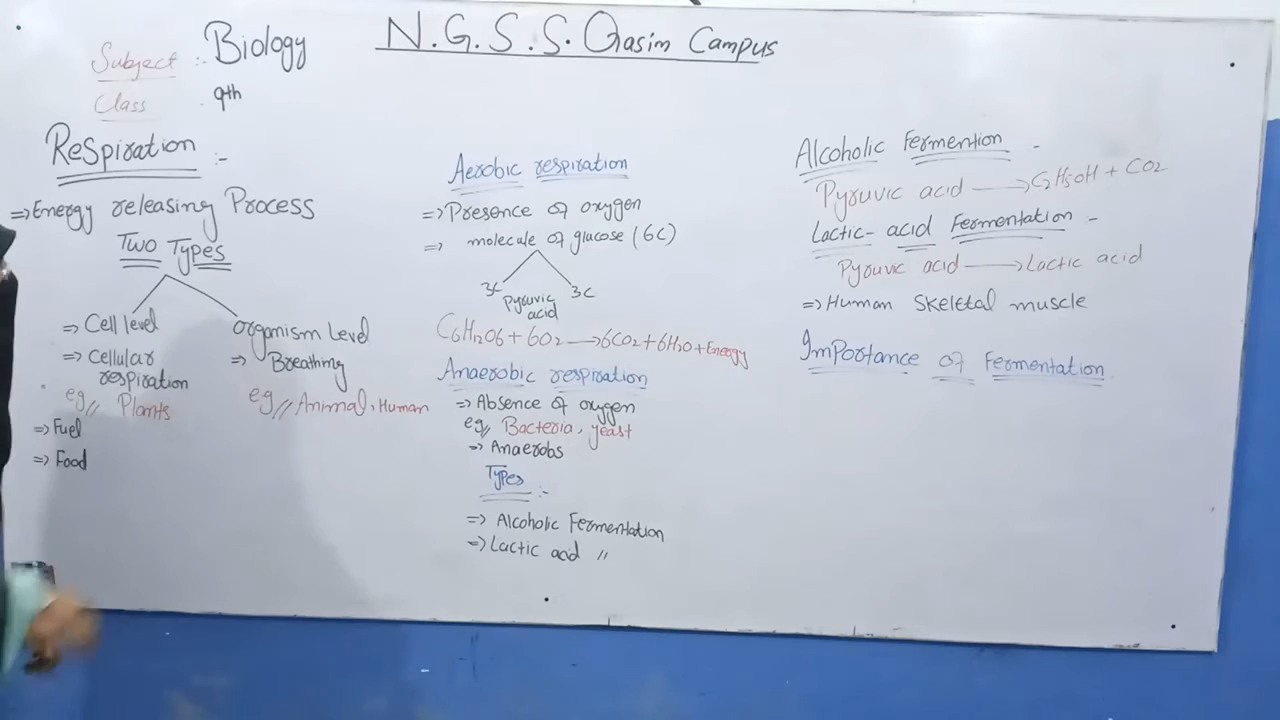 N.G.S.S. Qasim Campus
Subject :- Biology
Class . 9th
Respiration :-
=> Energy releasing Process
Two Types
=> Cell level
=> Cellular
respiration
eg // Plants
=> Fuel
=> Food
Organism Level
=> Breathing
eg // Animal, Human
Aerobic respiration
=> Presence of oxygen
=> molecule of glucose (6C)
3C 3C
Pyruvic
acid
C6H12O6 + 6O2 → 6CO2 + 6H2O + Energy
Anaerobic respiration
=> Absence of oxygen
eg // Bacteria, yeast
=> Anaerobs
Types :-
=> Alcoholic Fermentation
=> Lactic acid //
Alcoholic Fermention -
Pyruvic acid → C2H5OH + CO2
Lactic-acid Fermentation -
Pyruvic acid → Lactic acid
=> Human Skeletal muscle
Importance of Fermentation